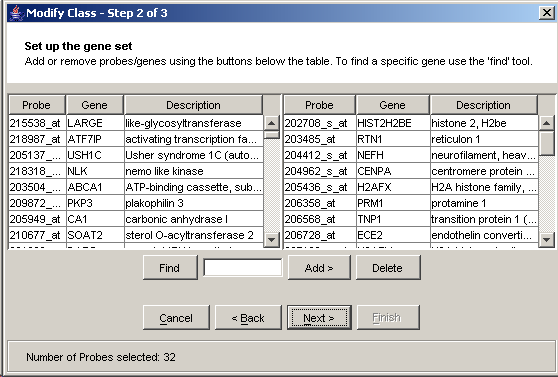 Modify Class - Step 2 of 3
Set up the gene set
Add or remove probes/genes using the buttons below the table. To find a specific gene use the 'find' tool.
Probe Gene Description Probe Gene Description
215538_at LARGE like-glycosyltransferase 202708_s_at HIST2H2BE histone 2, H2be
218987_at ATF7IP activating transcription fa... 203485_at RTN1 reticulon 1
205137_... USH1C Usher syndrome 1C (auto... 204412_s_at NEFH neurofilament, heav...
218318_... NLK nemo like kinase 204962_s_at CENPA centromere protein ...
203504_... ABCA1 ATP-binding cassette, sub... 205436_s_at H2AFX H2A histone family, ...
209872_... PKP3 plakophilin 3 206358_at PRM1 protamine 1
205949_at CA1 carbonic anhydrase I 206568_at TNP1 transition protein 1 (...
210677_at SOAT2 sterol O-acyltransferase 2 206728_at ECE2 endothelin converti...
Find Add > Delete
Cancel < Back Next > Finish
Number of Probes selected: 32